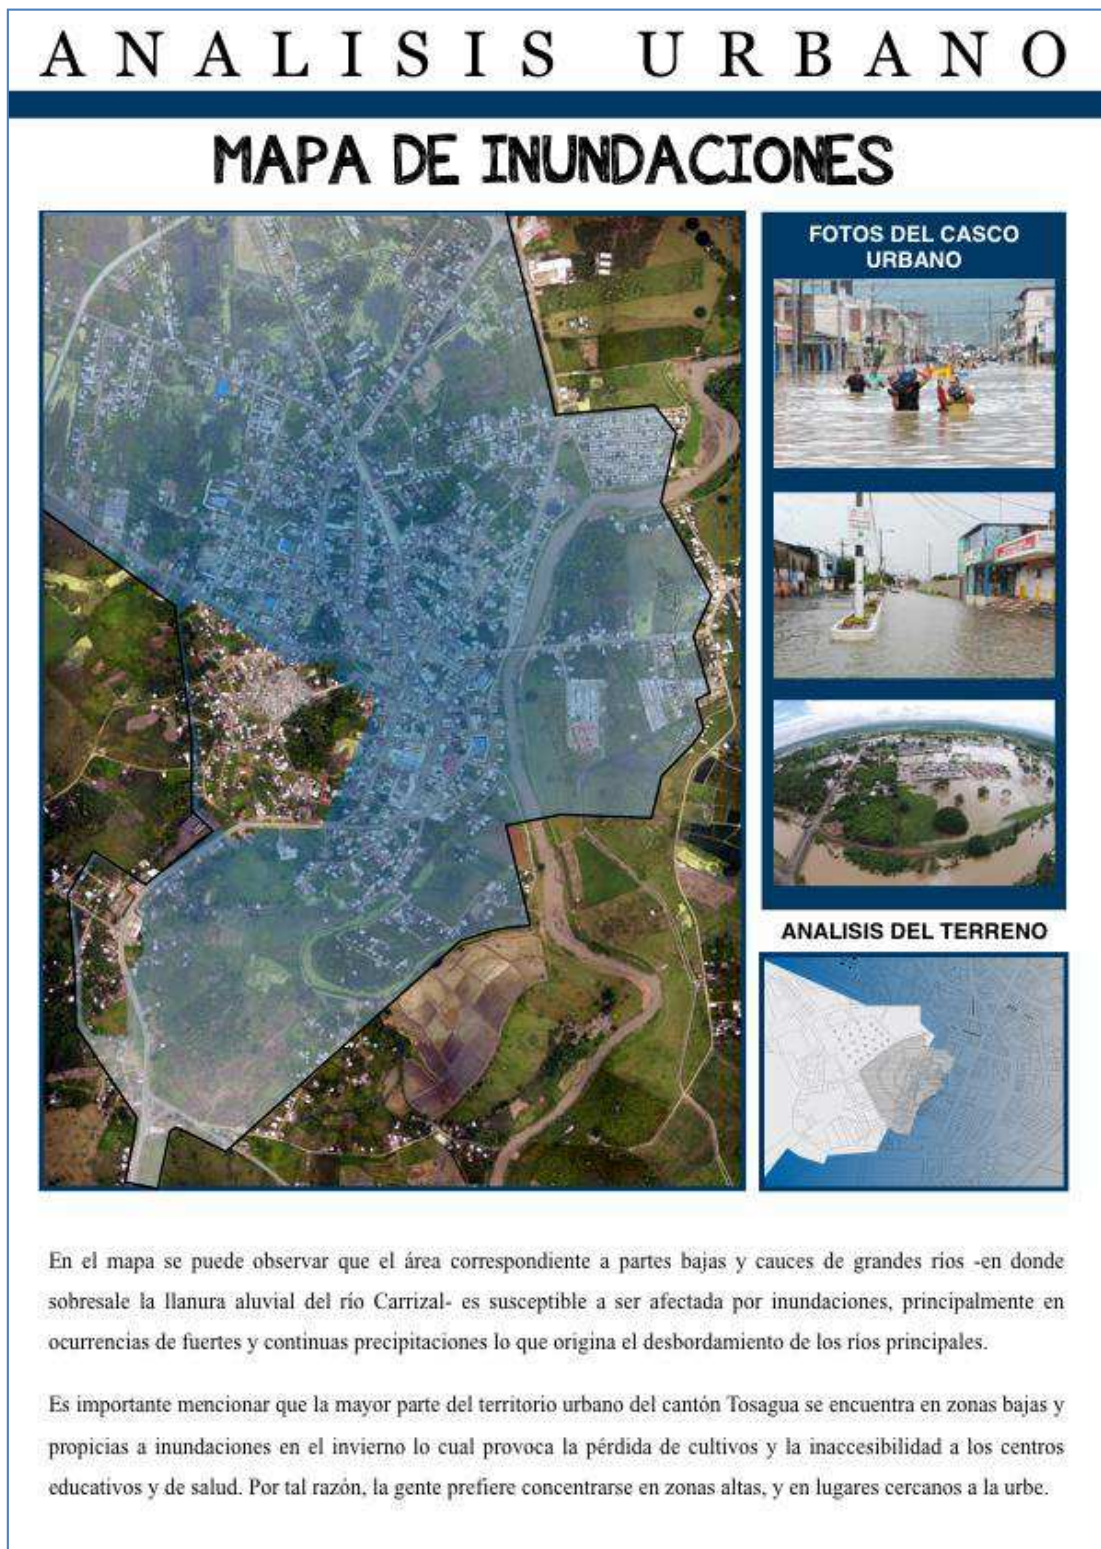 ANALISIS URBANO
MAPA DE INUNDACIONES
FOTOS DEL CASCO
URBANO
ANALISIS DEL TERRENO
En el mapa se puede observar que el área correspondiente a partes bajas y cauces de grandes ríos -en donde
sobresale la llanura aluvial del río Carrizal- es susceptible a ser afectada por inundaciones, principalmente en
ocurrencias de fuertes y continuas precipitaciones lo que origina el desbordamiento de los ríos principales.
Es importante mencionar que la mayor parte del territorio urbano del cantón Tosagua se encuentra en zonas bajas y
propicias a inundaciones en el invierno lo cual provoca la pérdida de cultivos y la inaccesibilidad a los centros
educativos y de salud. Por tal razón, la gente prefiere concentrarse en zonas altas, y en lugares cercanos a la urbe.